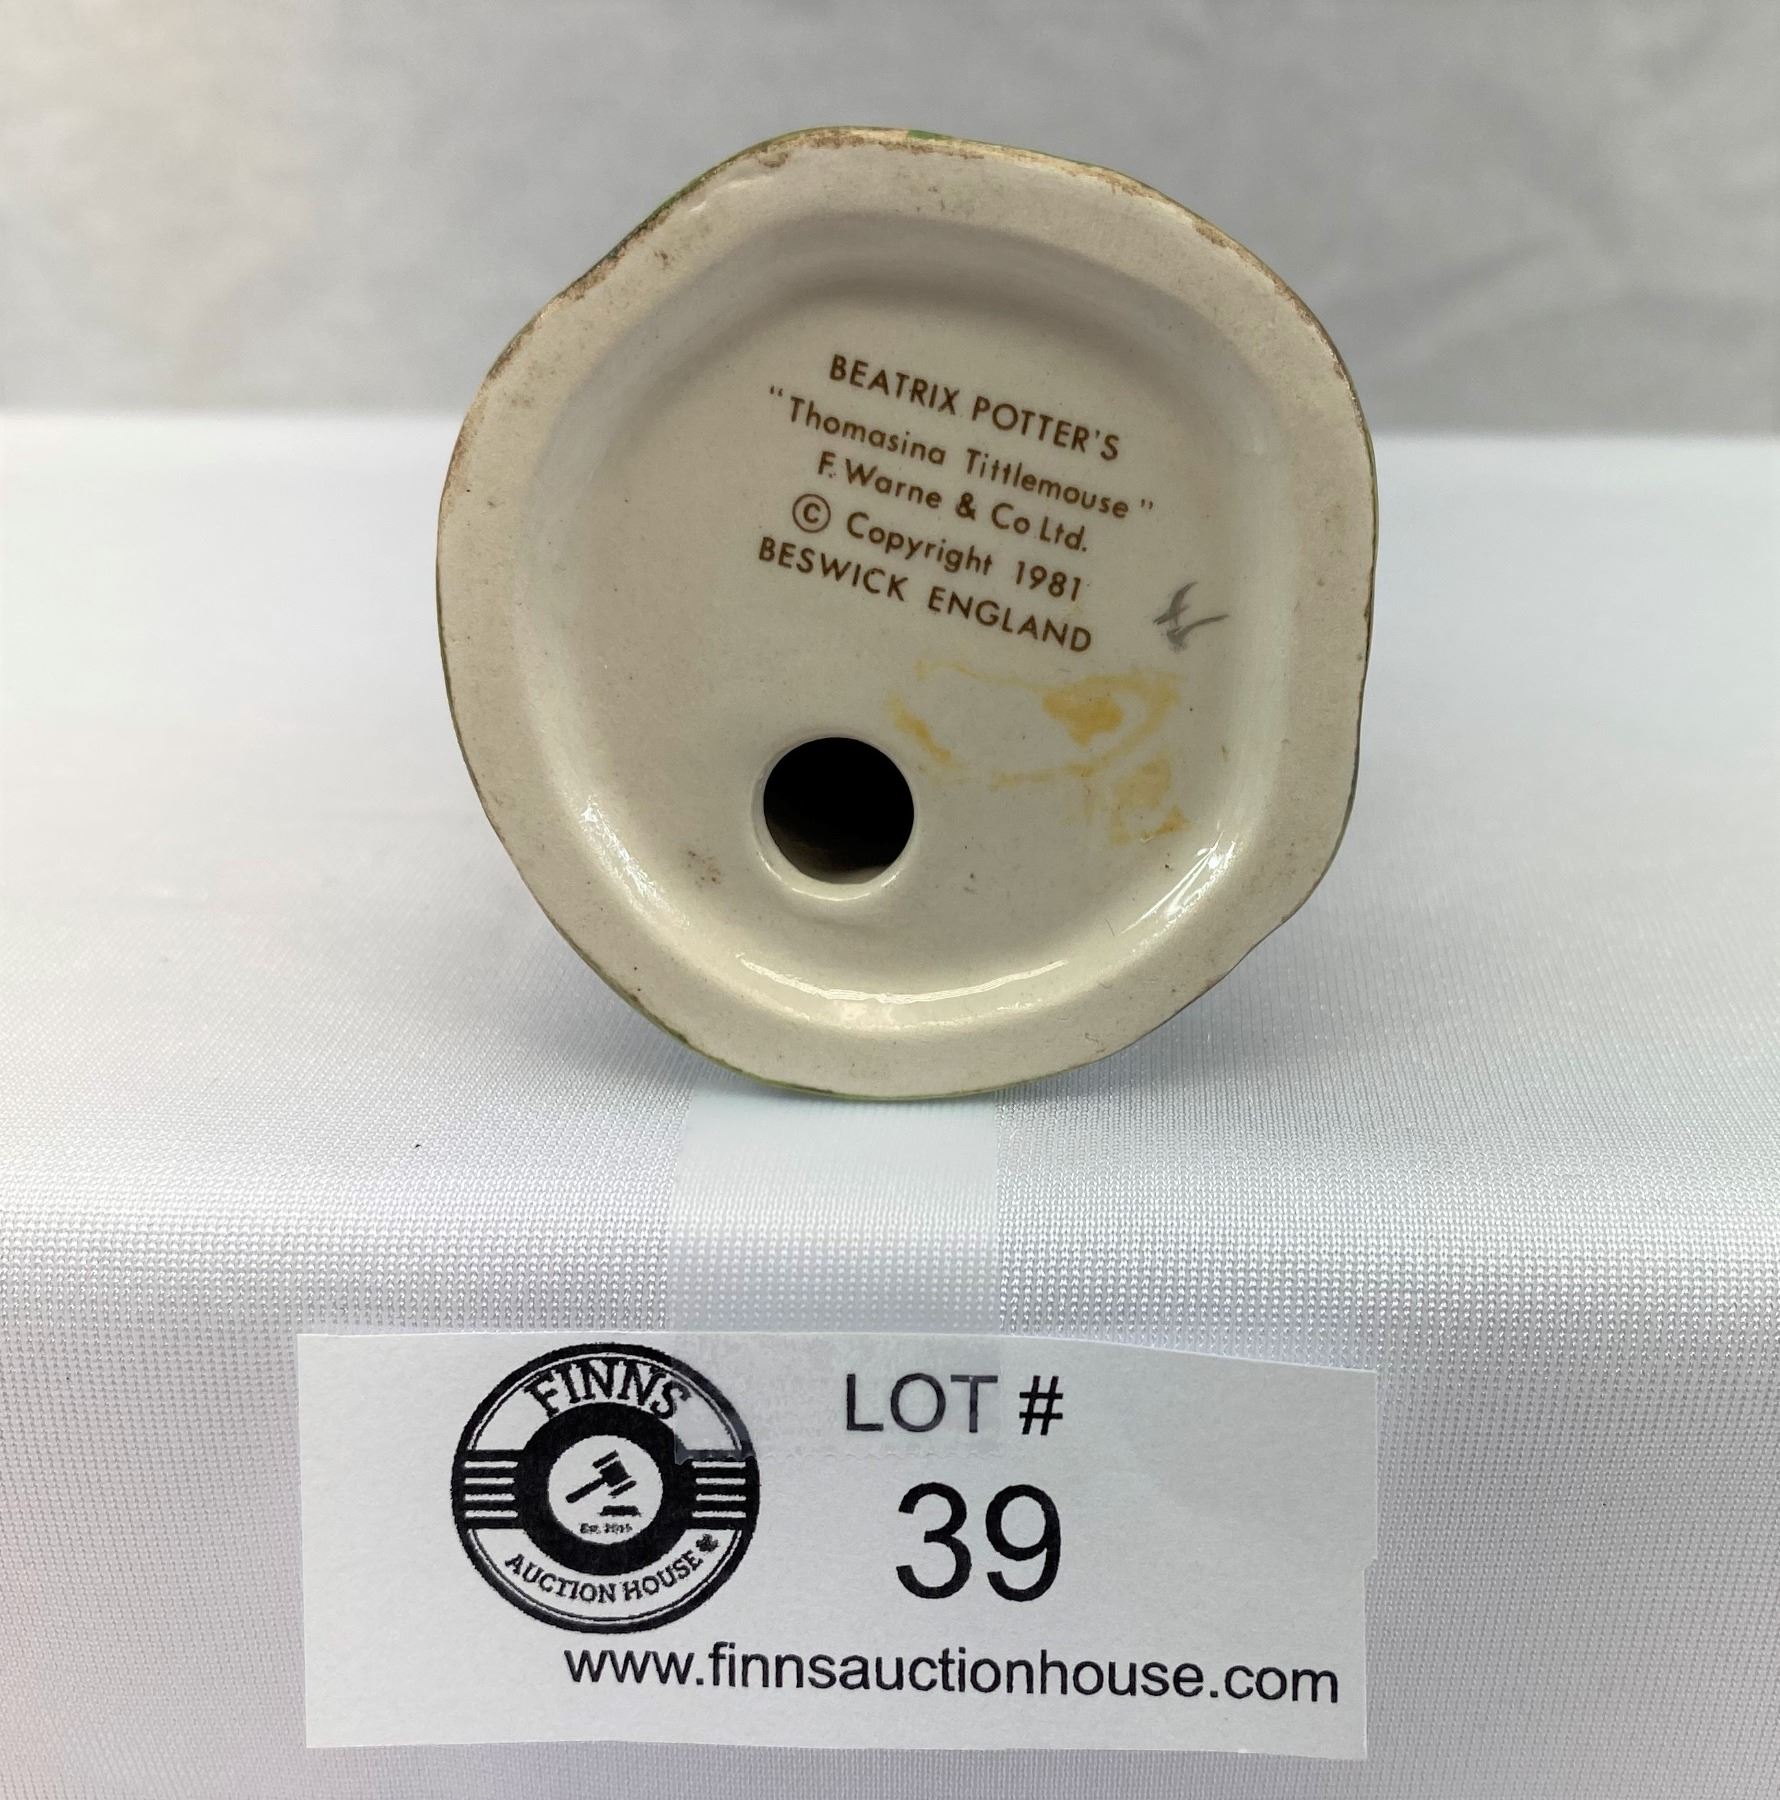 BEATRIX POTTER'S
"Thomasina Tittlemouse"
F. Warne & Co Ltd.
© Copyright 1981
BESWICK ENGLAND
FINNS
AUCTION HOUSE
LOT #
39
www.finnsauctionhouse.com